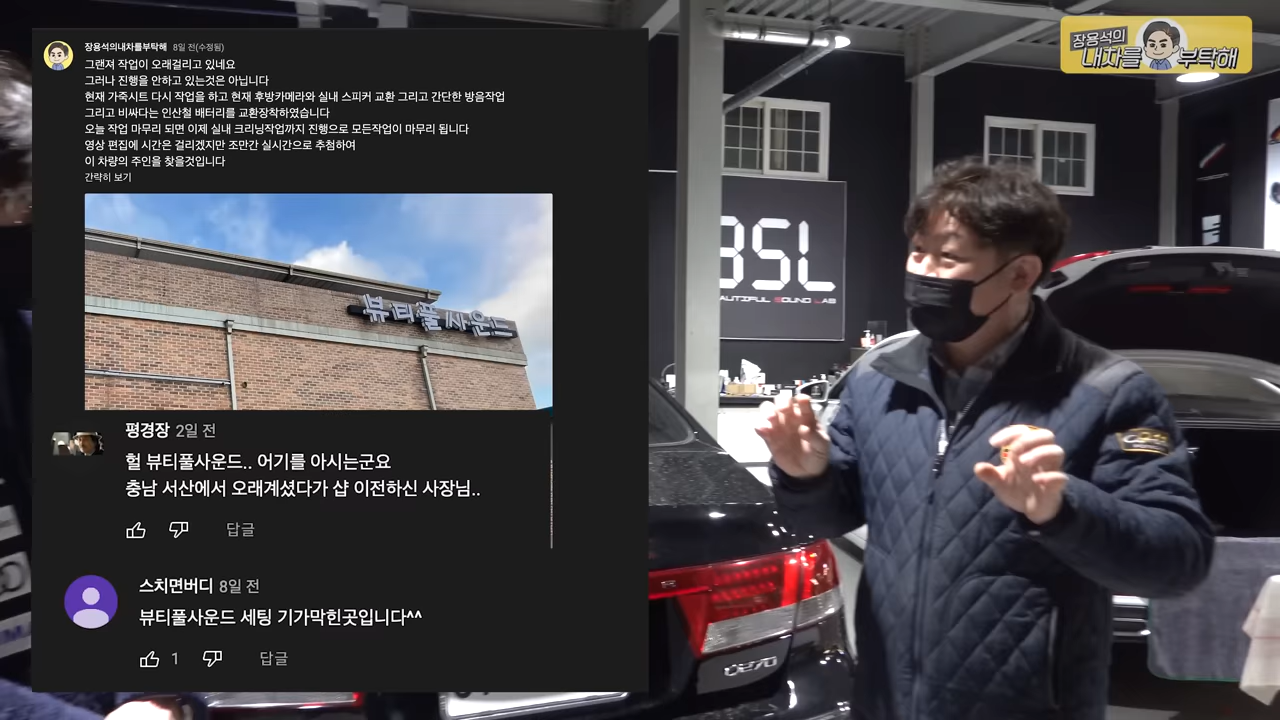 장용석의내차를부탁해 8일 전(수정됨)
그랜저 작업이 오래걸리고 있네요
그러나 진행을 안하고 있는것은 아닙니다
현재 가죽시트 다시 작업을 하고 현재 후방카메라와 실내 스피커 교환 그리고 간단한 방음작업
그리고 비싸다는 인산철 배터리를 교환장착하였습니다
오늘 작업 마무리 되면 이제 실내 크리닝작업까지 진행으로 모든작업이 마무리 됩니다
영상 편집에 시간은 걸리겠지만 조만간 실시간으로 추첨하여
이 차량의 주인을 찾을것입니다
간략히 보기
뷰티풀사운드
평경장 2일 전
헐 뷰티풀사운드.. 어기를 아시는군요
충남 서산에서 오래계셨다가 샵 이전하신 사장님..
답글
스치면버디 8일 전
뷰티풀사운드 세팅 기가막힌곳입니다^^
1 답글
장용석의
내차를 부탁해
BSL
AUTIFUL SOUND LAB